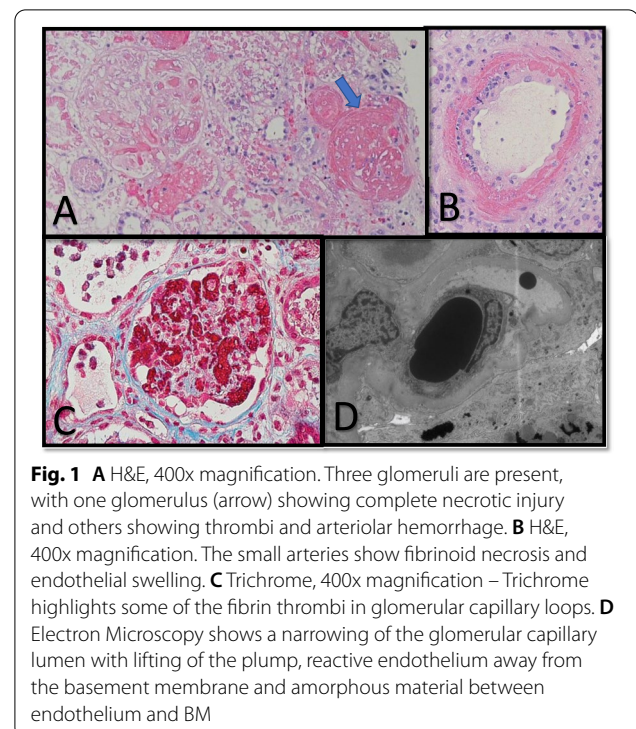 A
B
C
D
Fig. 1 A H&E, 400x magnification. Three glomeruli are present,
with one glomerulus (arrow) showing complete necrotic injury
and others showing thrombi and arteriolar hemorrhage. B H&E,
400x magnification. The small arteries show fibrinoid necrosis and
endothelial swelling. C Trichrome, 400x magnification – Trichrome
highlights some of the fibrin thrombi in glomerular capillary loops. D
Electron Microscopy shows a narrowing of the glomerular capillary
lumen with lifting of the plump, reactive endothelium away from
the basement membrane and amorphous material between
endothelium and BM